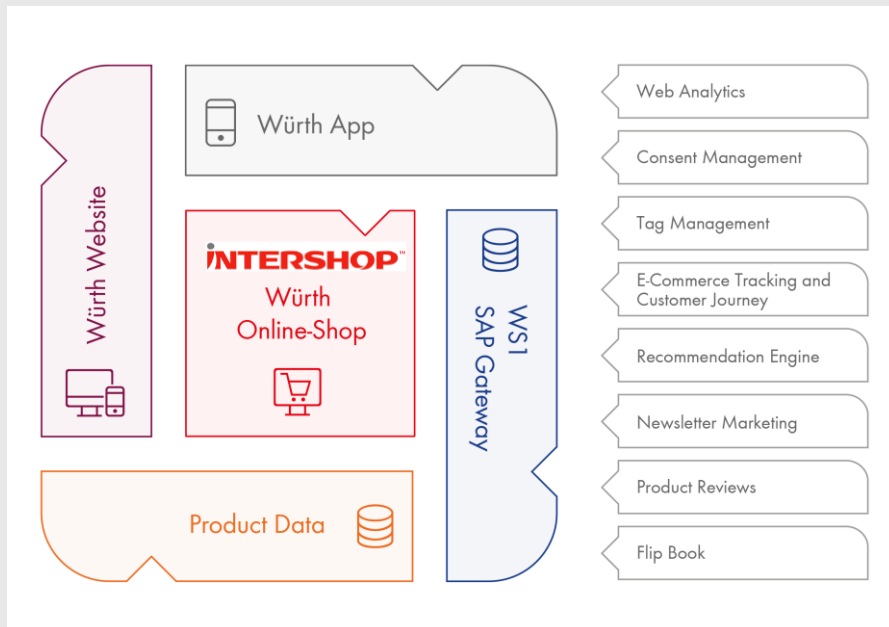 Würth Website
Würth App
INTERSHOP™
Würth
Online-Shop
WS1
SAP Gateway
Product Data
Web Analytics
Consent Management
Tag Management
E-Commerce Tracking and
Customer Journey
Recommendation Engine
Newsletter Marketing
Product Reviews
Flip Book